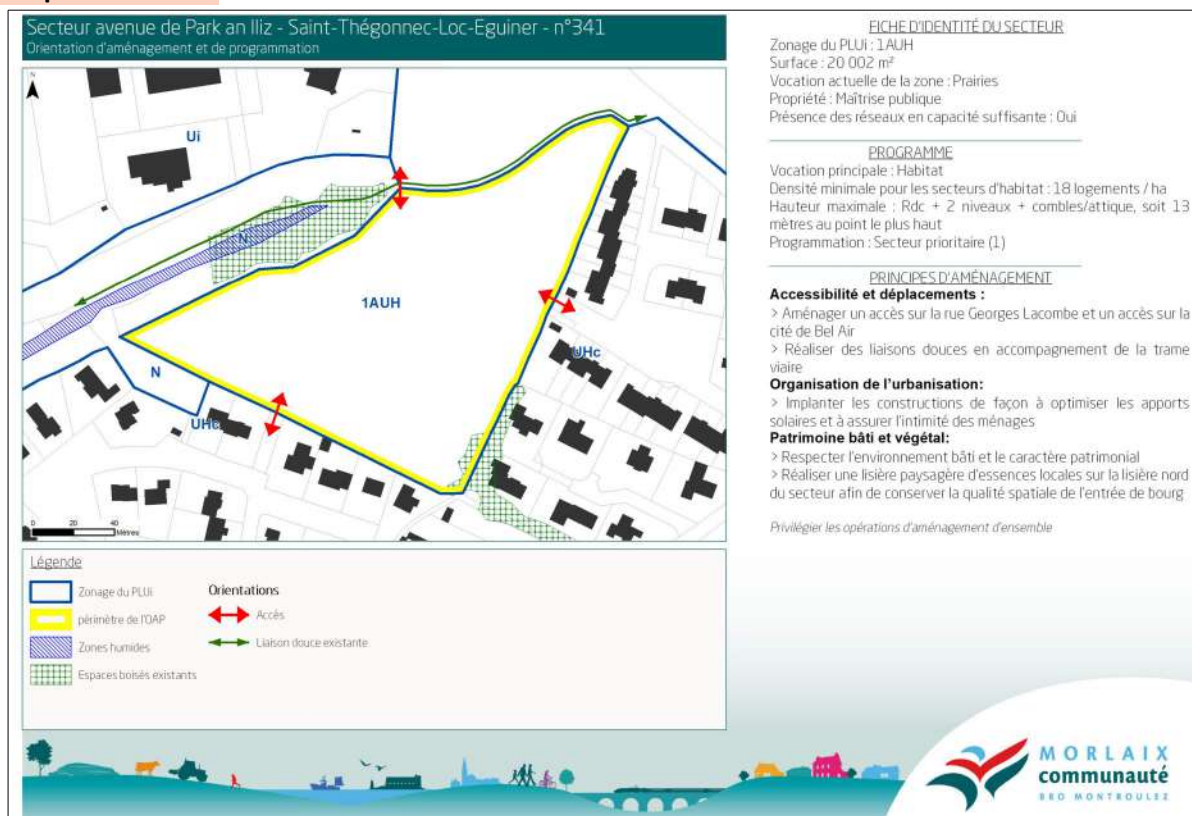 Secteur avenue de Park an Iliz - Saint-Thégonnec-Loc-Eguiner - n°341
Orientation d'aménagement et de programmation
N
Ui
N
1AUH
N
UHc
UHc
0 20 40
Mètres
Légende
Zonage du PLUi
périmètre de l'OAP
Zones humides
Espaces boisés existants
Orientations
Accès
Liaison douce existante
FICHE D'IDENTITÉ DU SECTEUR
Zonage du PLUi : 1AUH
Surface : 20 002 m²
Vocation actuelle de la zone : Prairies
Propriété : Maîtrise publique
Présence des réseaux en capacité suffisante : Oui
PROGRAMME
Vocation principale : Habitat
Densité minimale pour les secteurs d'habitat : 18 logements / ha
Hauteur maximale : Rdc + 2 niveaux + combles/attique, soit 13
mètres au point le plus haut
Programmation : Secteur prioritaire (1)
PRINCIPES D'AMÉNAGEMENT
Accessibilité et déplacements :
> Aménager un accès sur la rue Georges Lacombe et un accès sur la
cité de Bel Air
> Réaliser des liaisons douces en accompagnement de la trame
viaire
Organisation de l'urbanisation:
> Implanter les constructions de façon à optimiser les apports
solaires et à assurer l'intimité des ménages
Patrimoine bâti et végétal:
> Respecter l'environnement bâti et le caractère patrimonial
> Réaliser une lisière paysagère d'essences locales sur la lisière nord
du secteur afin de conserver la qualité spatiale de l'entrée de bourg
Privilégier les opérations d'aménagement d'ensemble
MORLAIX
communauté
BRO MONTROULEZ